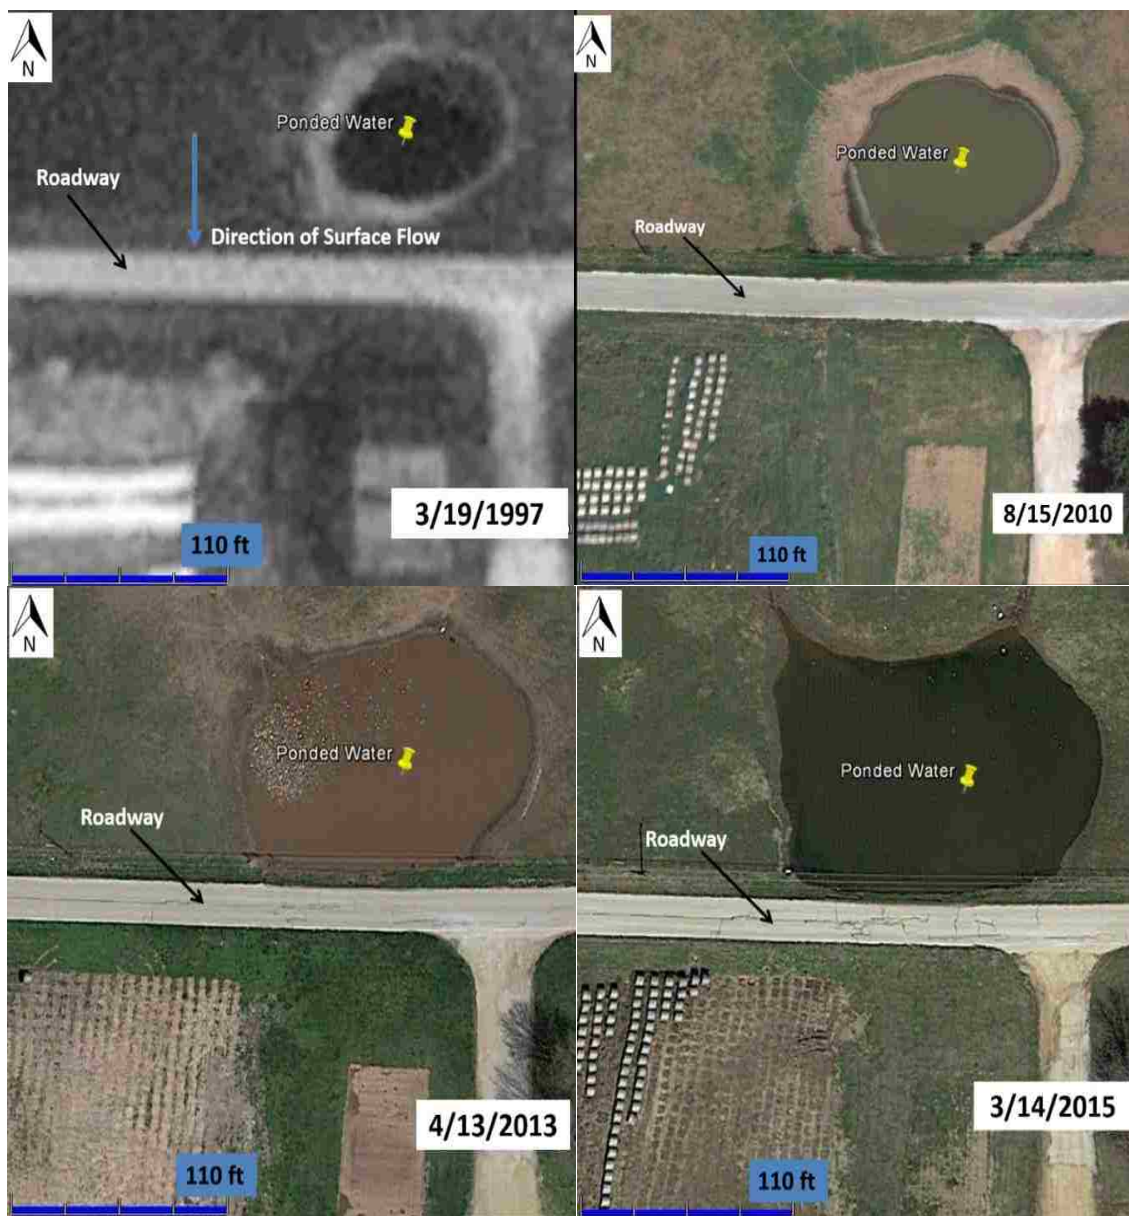 N
Ponded Water
Roadway
Direction of Surface Flow
3/19/1997
110 ft
N
Ponded Water
Roadway
8/15/2010
110 ft
N
Ponded Water
Roadway
4/13/2013
110 ft
N
Ponded Water
Roadway
3/14/2015
110 ft